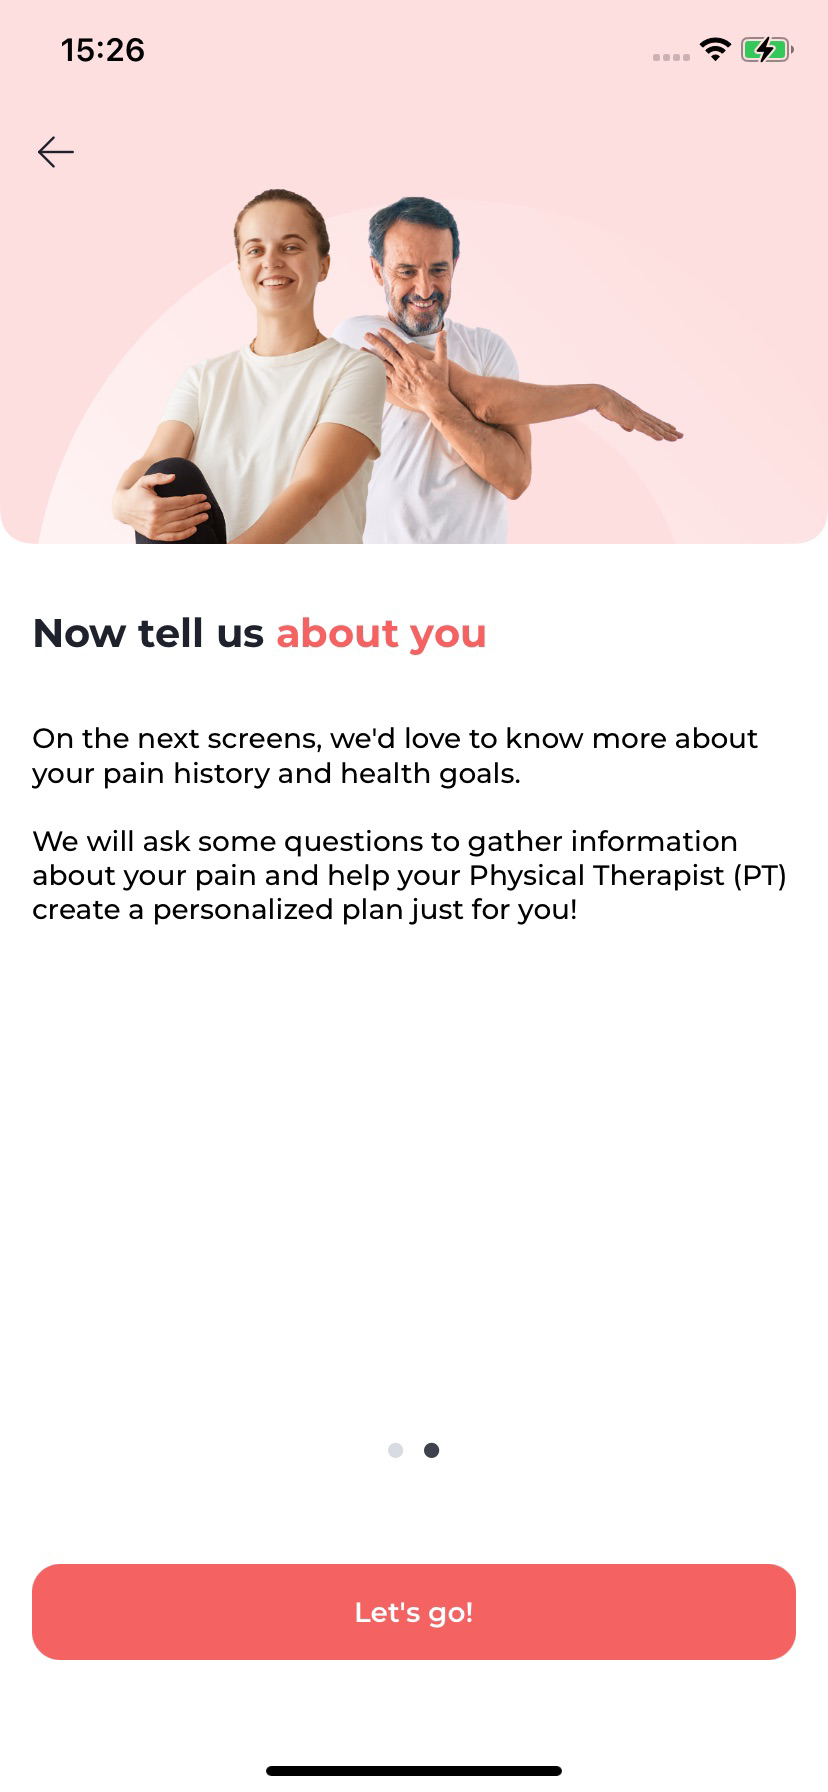 15:26
Now tell us about you
On the next screens, we'd love to know more about
your pain history and health goals.
We will ask some questions to gather information
about your pain and help your Physical Therapist (PT)
create a personalized plan just for you!
Let's go!